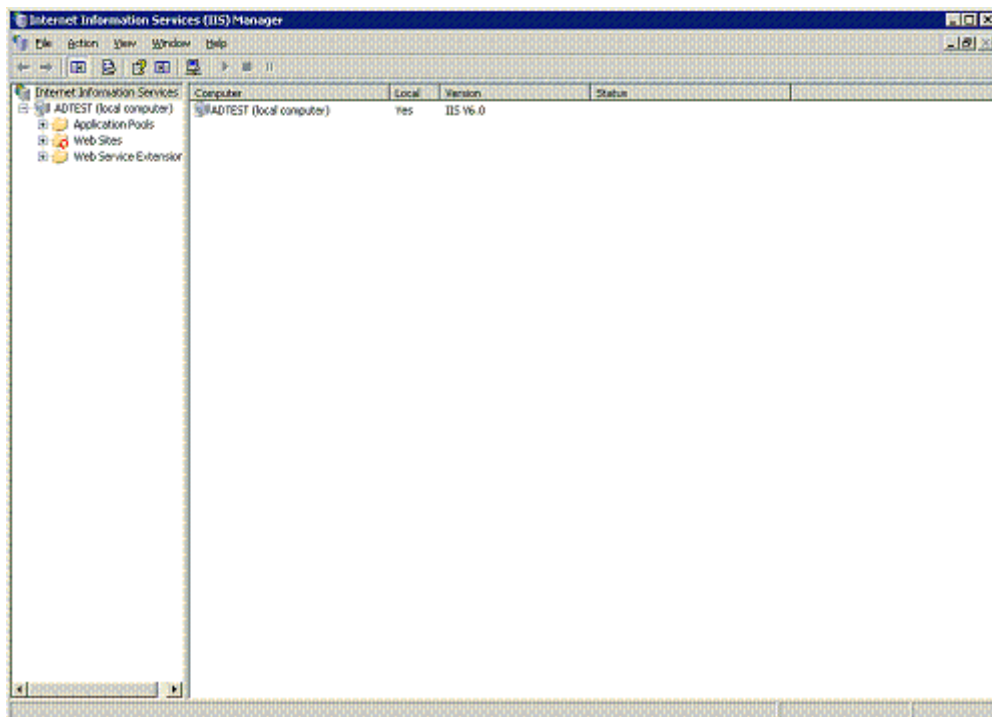 Internet Information Services (IIS) Manager
File Action View Window Help
Internet Information Services
ADTEST (local computer)
Application Pools
Web Sites
Web Service Extension
Computer Local Version Status
ADTEST (local computer) Yes IIS V6.0